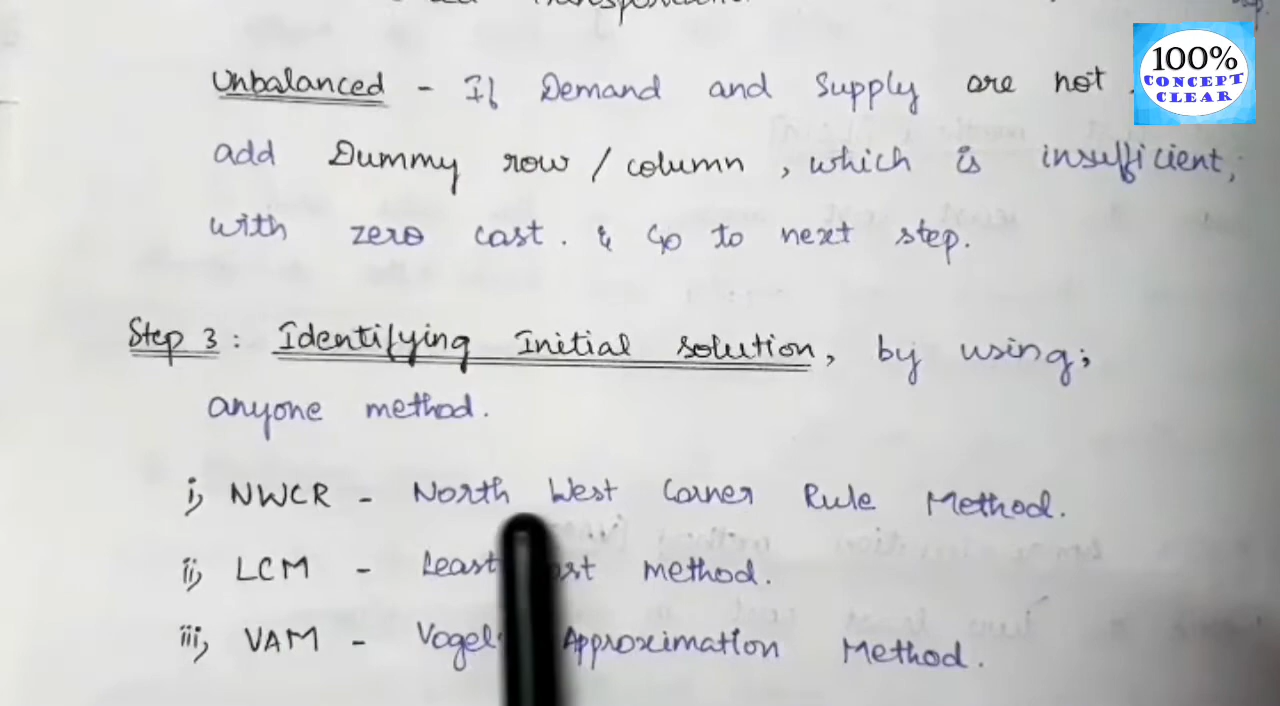 Unbalanced - If Demand and Supply are not
100%
CONCEPT
CLEAR
add Dummy row / column, which is insufficient;
with zero cost. & Go to next step.
Step 3: Identifying Initial solution, by using;
anyone method.
i, NWCR - North West Corner Rule Method.
ii, LCM - Least method.
iii, VAM - Vogel Approximation Method.